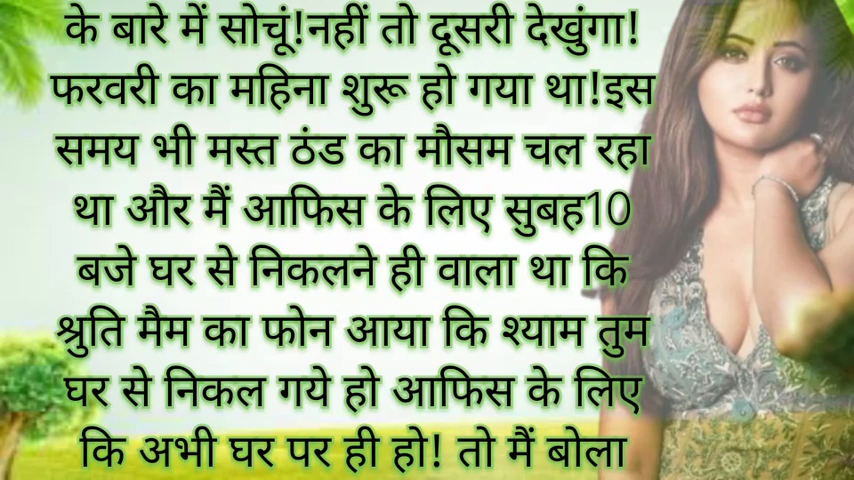 के बारे में सोचूं!नहीं तो दूसरी देखुंगा!
फरवरी का महिना शुरू हो गया था!इस
समय भी मस्त ठंड का मौसम चल रहा
था और मैं आफिस के लिए सुबह10
बजे घर से निकलने ही वाला था कि
श्रुति मैम का फोन आया कि श्याम तुम
घर से निकल गये हो आफिस के लिए
कि अभी घर पर ही हो! तो मैं बोला